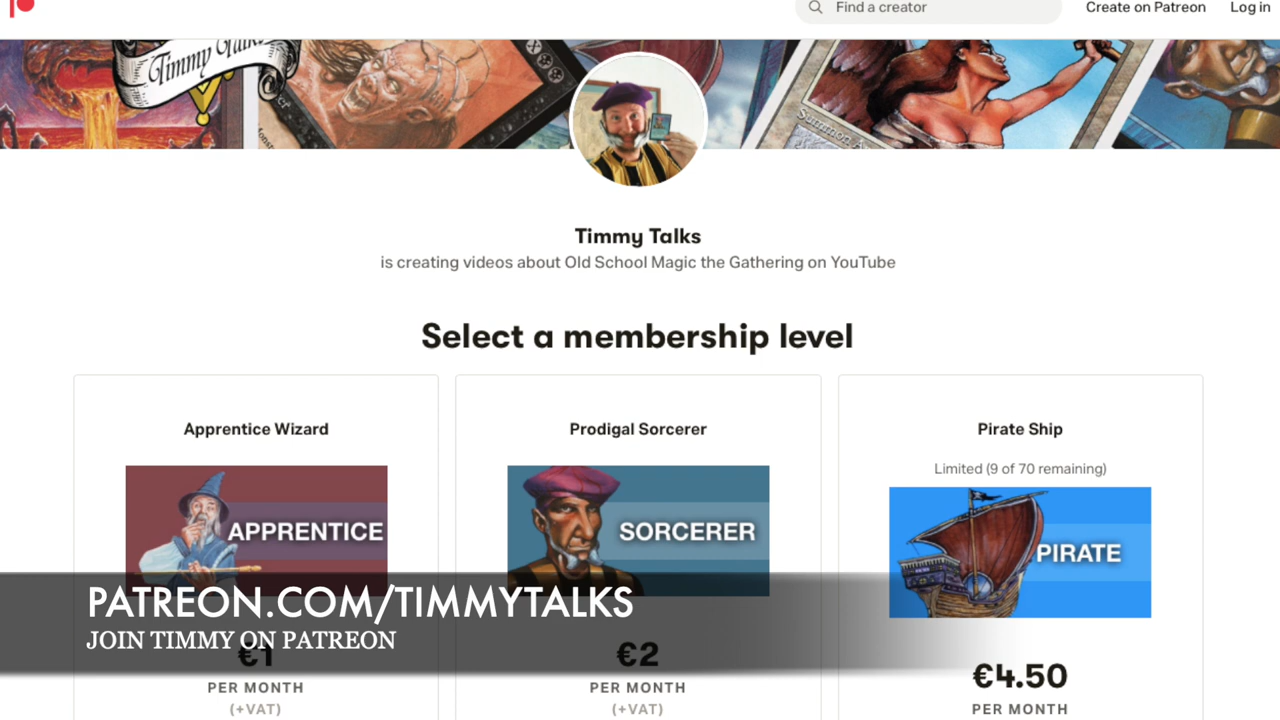 Find a creator
Create on Patreon
Log in
Timmy Talks
Summon A
Timmy Talks
is creating videos about Old School Magic the Gathering on YouTube
Select a membership level
Apprentice Wizard
Prodigal Sorcerer
Pirate Ship
Limited (9 of 70 remaining)
APPRENTICE
SORCERER
PIRATE
PATREON.COM/TIMMYTALKS
JOIN TIMMY ON PATREON
€1
€2
€4.50
PER MONTH
PER MONTH
PER MONTH
(+VAT)
(+VAT)